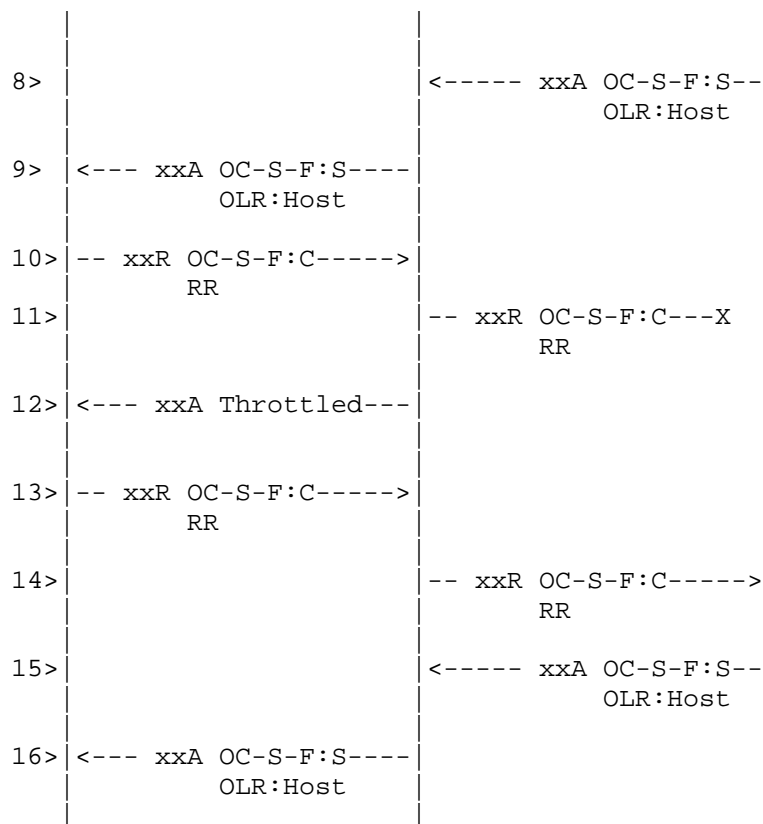 8> <----- xxA OC-S-F:S--
OLR:Host
9> <--- xxA OC-S-F:S----
OLR:Host
10> -- xxR OC-S-F:C----->
RR
11> -- xxR OC-S-F:C---X
RR
12> <--- xxA Throttled---
13> -- xxR OC-S-F:C----->
RR
14> -- xxR OC-S-F:C----->
RR
15> <----- xxA OC-S-F:S--
OLR:Host
16> <--- xxA OC-S-F:S----
OLR:Host